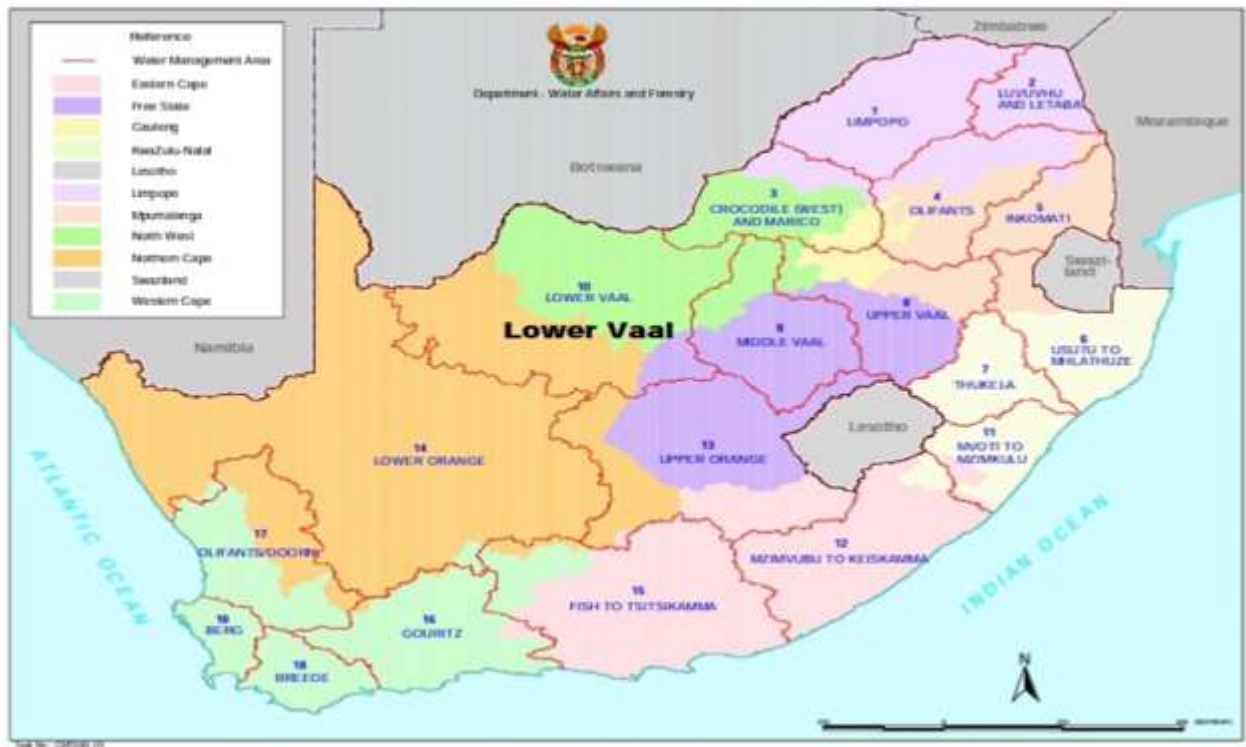 Reference
Water Management Area
Eastern Cape
Free State
Gauteng
KwaZulu-Natal
Lesotho
Limpopo
Mpumalanga
North West
Northern Cape
Swaziland
Western Cape
Department - Water Affairs and Forestry
Zimbabwe
Mozambique
Botswana
Namibia
Swazi-
land
Lesotho
1
LIMPOPO
2
LUVUVHU
AND LETABA
3
CROCODILE (WEST)
AND MARICO
4
OLIFANTS
5
INKOMATI
10
LOWER VAAL
Lower Vaal
9
MIDDLE VAAL
8
UPPER VAAL
6
USUTU TO
MHLATHUZE
7
THUKELA
11
MVOTI TO
MZIMKULU
13
UPPER ORANGE
14
LOWER ORANGE
12
MZIMVUBU TO KEISKAMMA
15
FISH TO TSITSIKAMMA
16
GOURITZ
17
OLIFANTS/DOORN
19
BERG
18
BREEDE
ATLANTIC OCEAN
INDIAN OCEAN
N